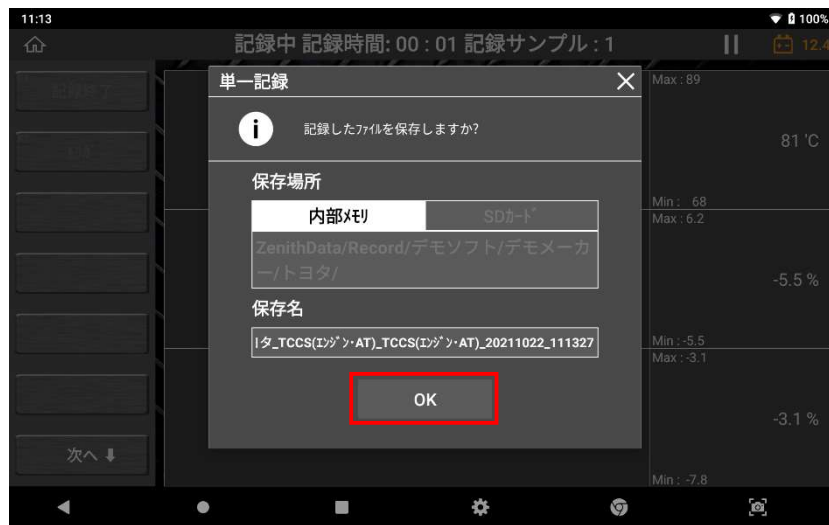 11:13
100%
記録中 記録時間: 00 : 01 記録サンプル : 1
12.4
記録終了
単一記録
Max : 89
記録したﾌｧｲﾙを保存しますか?
81 'C
保存場所
Min : 68
内部ﾒﾓﾘ
SDｶｰﾄﾞ
Max : 6.2
ZenithData/Record/デモソフト/デモメーカ
ー/トヨタ/
-5.5 %
保存名
タ_TCCS(ｴﾝｼﾞﾝ･AT)_TCCS(ｴﾝｼﾞﾝ･AT)_20211022_111327
Min : -5.5
Max : -3.1
OK
-3.1 %
次へ
Min : -7.8